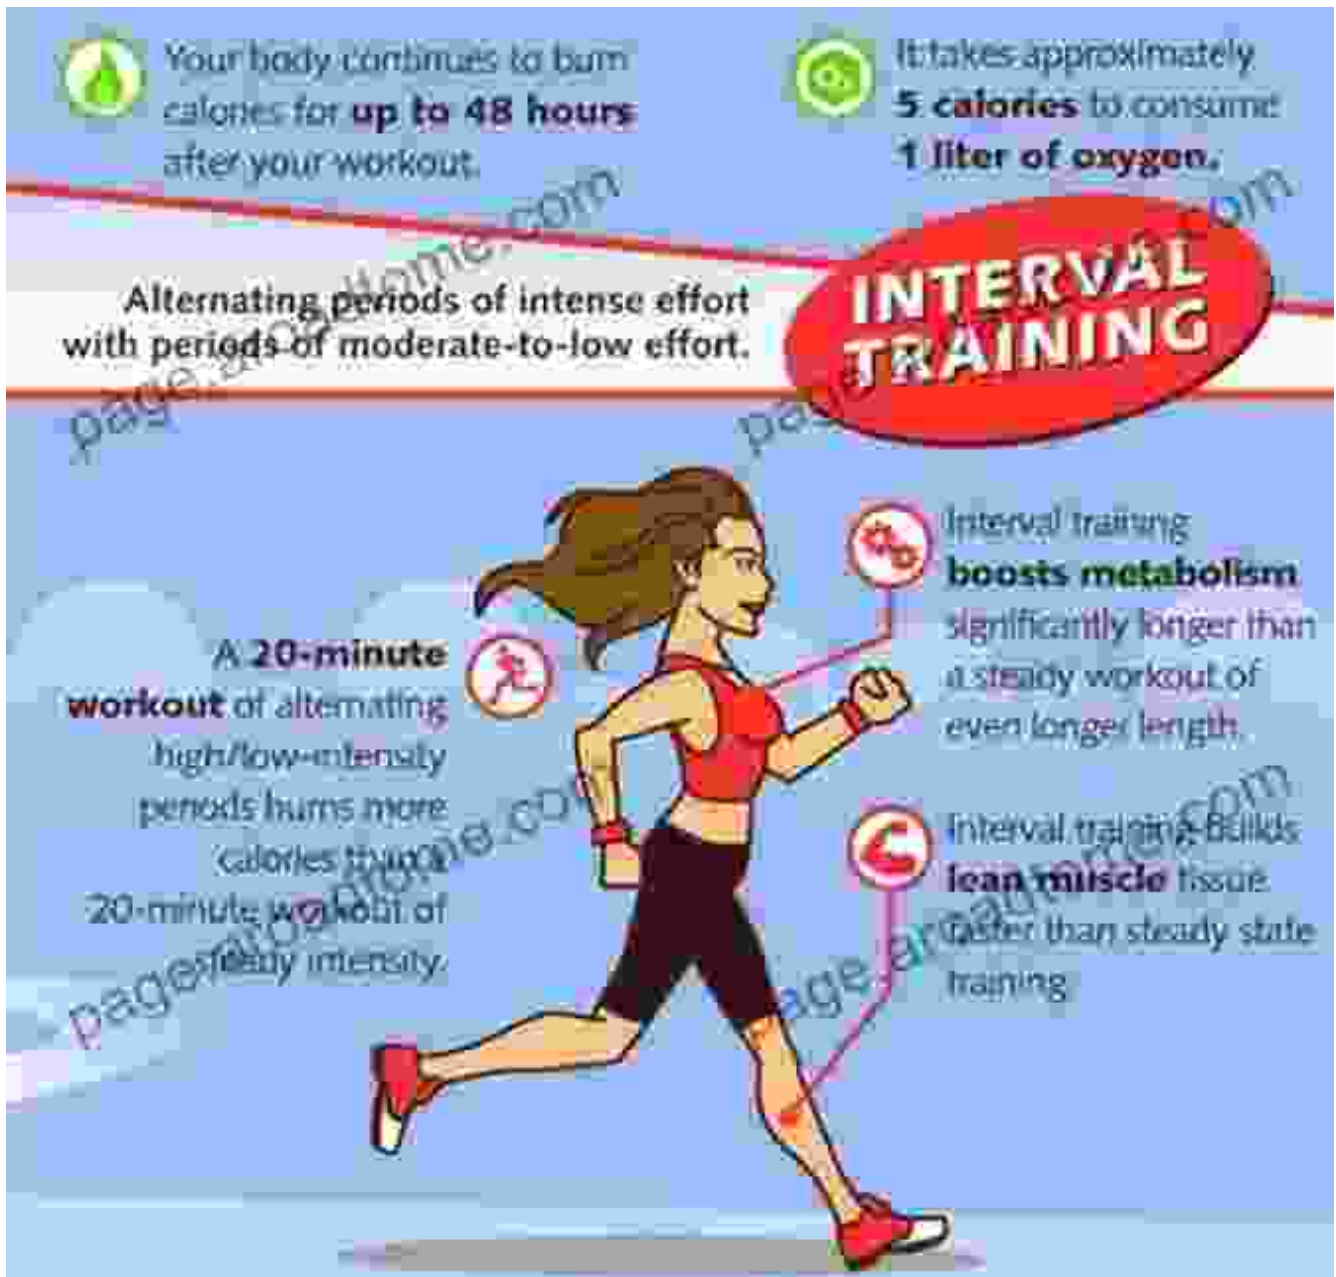 Your body continues to burn
calories for up to 48 hours
after your workout.
It takes approximately
5 calories to consume
1 liter of oxygen.
O₂
Alternating periods of intense effort
with periods of moderate-to-low effort.
INTERVAL
TRAINING
Interval training
boosts metabolism
significantly longer than
a steady workout of
even longer length.
A 20-minute
workout of alternating
high/low-intensity
periods burns more
calories than a
20-minute workout of
steady intensity.
Interval training builds
lean muscle tissue
faster than steady state
training